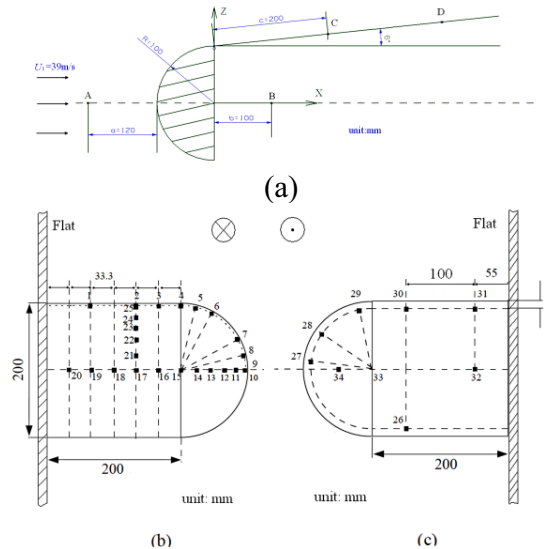 Z
c=200
D
C
R=100
6°
U₁=39m/s
A
B
X
a=120
b=100
unit:mm
(a)
Flat
Flat
33.3
100
55
1 2 3 4 5 6
25
24
23
22
21
7
8
9
20 19 18 17 16 15 14 13 12 11 10
29 30 31
28
27
34 33 32
26
200
200
200
unit: mm
unit: mm
(b)
(c)